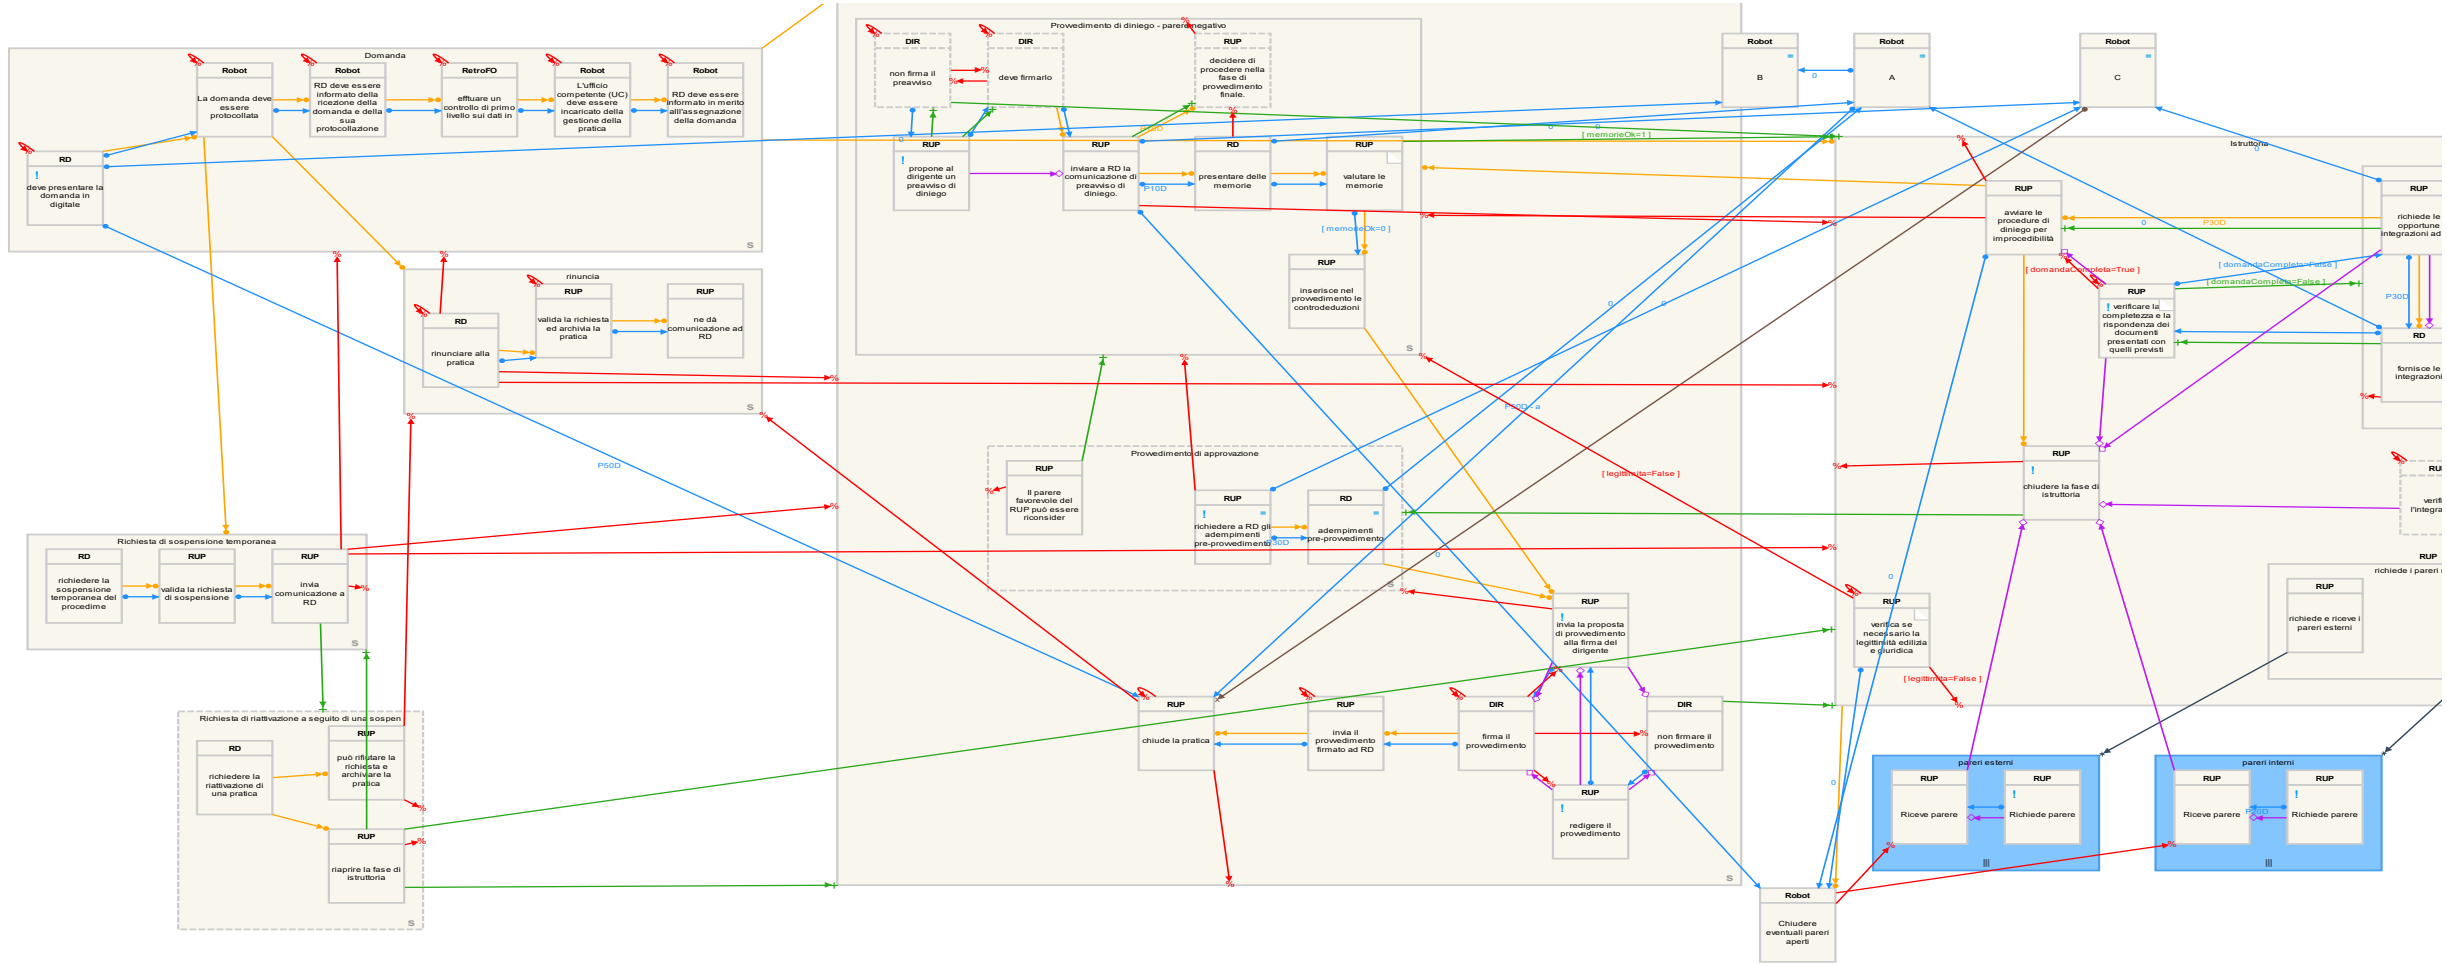 Domanda
Robot
La domanda deve
essere
protocollata
Robot
RD deve essere
informato della
ricezione della
domanda e della
sua
protocollazione
RetroFO
effttuare un
controllo di primo
livello sui dati in
Robot
L'ufficio
competente (UC)
deve essere
incaricato della
gestione della
pratica
Robot
RD deve essere
informato in merito
all'assegnazione
della domanda
RD
!
deve presentare la
domanda in
digitale
S
rinuncia
RD
rinunciare alla
pratica
RUP
valida la richiesta
ed archivia la
pratica
RUP
ne dà
comunicazione ad
RD
S
P50D
Richiesta di sospensione temporanea
RD
richiedere la
sospensione
temporanea del
procedime
RUP
valida la richiesta
di sospensione
RUP
invia
comunicazione a
RD
S
Richiesta di riattivazione a seguito di una sospen
RD
richiedere la
riattivazione di
una pratica
RUP
può rifiutare la
richiesta e
archiviare la
pratica
RUP
riaprire la fase di
istruttoria
S
Provvedimento di diniego - parere negativo
DIR
non firma il
preavviso
DIR
deve firmarlo
RUP
decidere di
procedere nella
fase di
provvedimento
finale.
RUP
!
propone al
dirigente un
preavviso di
diniego
RUP
inviare a RD la
comunicazione di
preavviso di
diniego.
P10D
RD
presentare delle
memorie
RUP
valutare le
memorie
[ memorieOk=1 ]
[ memorieOk=0 ]
RUP
inserisce nel
provvedimento le
controdeduzioni
S
Provvedimento di approvazione
RUP
Il parere
favorevole del
RUP può essere
riconsider
RUP
!
richiedere a RD gli
adempimenti
pre-provvedimento
P30D
RD
adempimenti
pre-provvedimento
S
P50D - a
RUP
!
invia la proposta
di provvedimento
alla firma del
dirigente
RUP
chiude la pratica
RUP
invia il
provvedimento
firmato ad RD
DIR
firma il
provvedimento
DIR
non firmare il
provvedimento
RUP
!
redigere il
provvedimento
S
Robot
B
Robot
A
Robot
C
Istruttoria
RUP
avviare le
procedure di
diniego per
improcedibilità
P30D
RUP
richiede le
opportune
integrazioni ad
[ domandaCompleta=True ]
[ domandaCompleta=False ]
[ domandaCompleta=False ]
P30D
RUP
!
verificare la
completezza e la
rispondenza dei
documenti
presentati con
quelli previsti
RD
fornisce le
integrazioni
RUP
!
chiudere la fase di
istruttoria
[ legittimita=False ]
RUP
verifica se
necessario la
legittimità edilizia
e giuridica
[ legittimita=False ]
RUP
richiede i pareri
RUP
richiede e riceve i
pareri esterni
pareri esterni
RUP
Riceve parere
RUP
!
Richiede parere
III
pareri interni
RUP
Riceve parere
RUP
!
Richiede parere
III
Robot
Chiudere
eventuali pareri
aperti